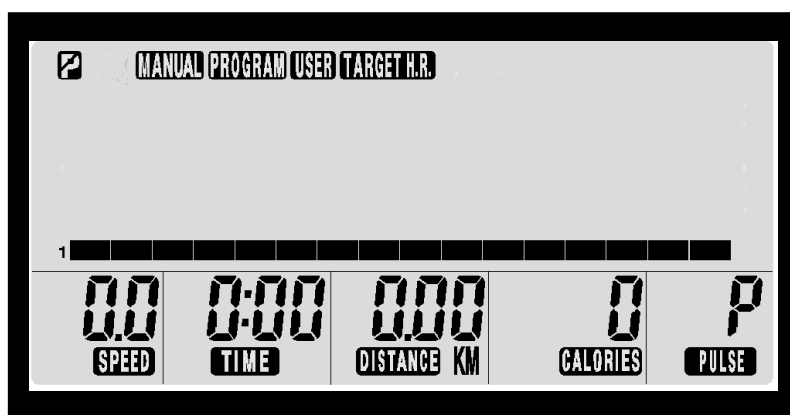 P MANUAL PROGRAM USER TARGET H.R.
1
0.0 0:00 0.00 0 P
SPEED TIME DISTANCE KM CALORIES PULSE